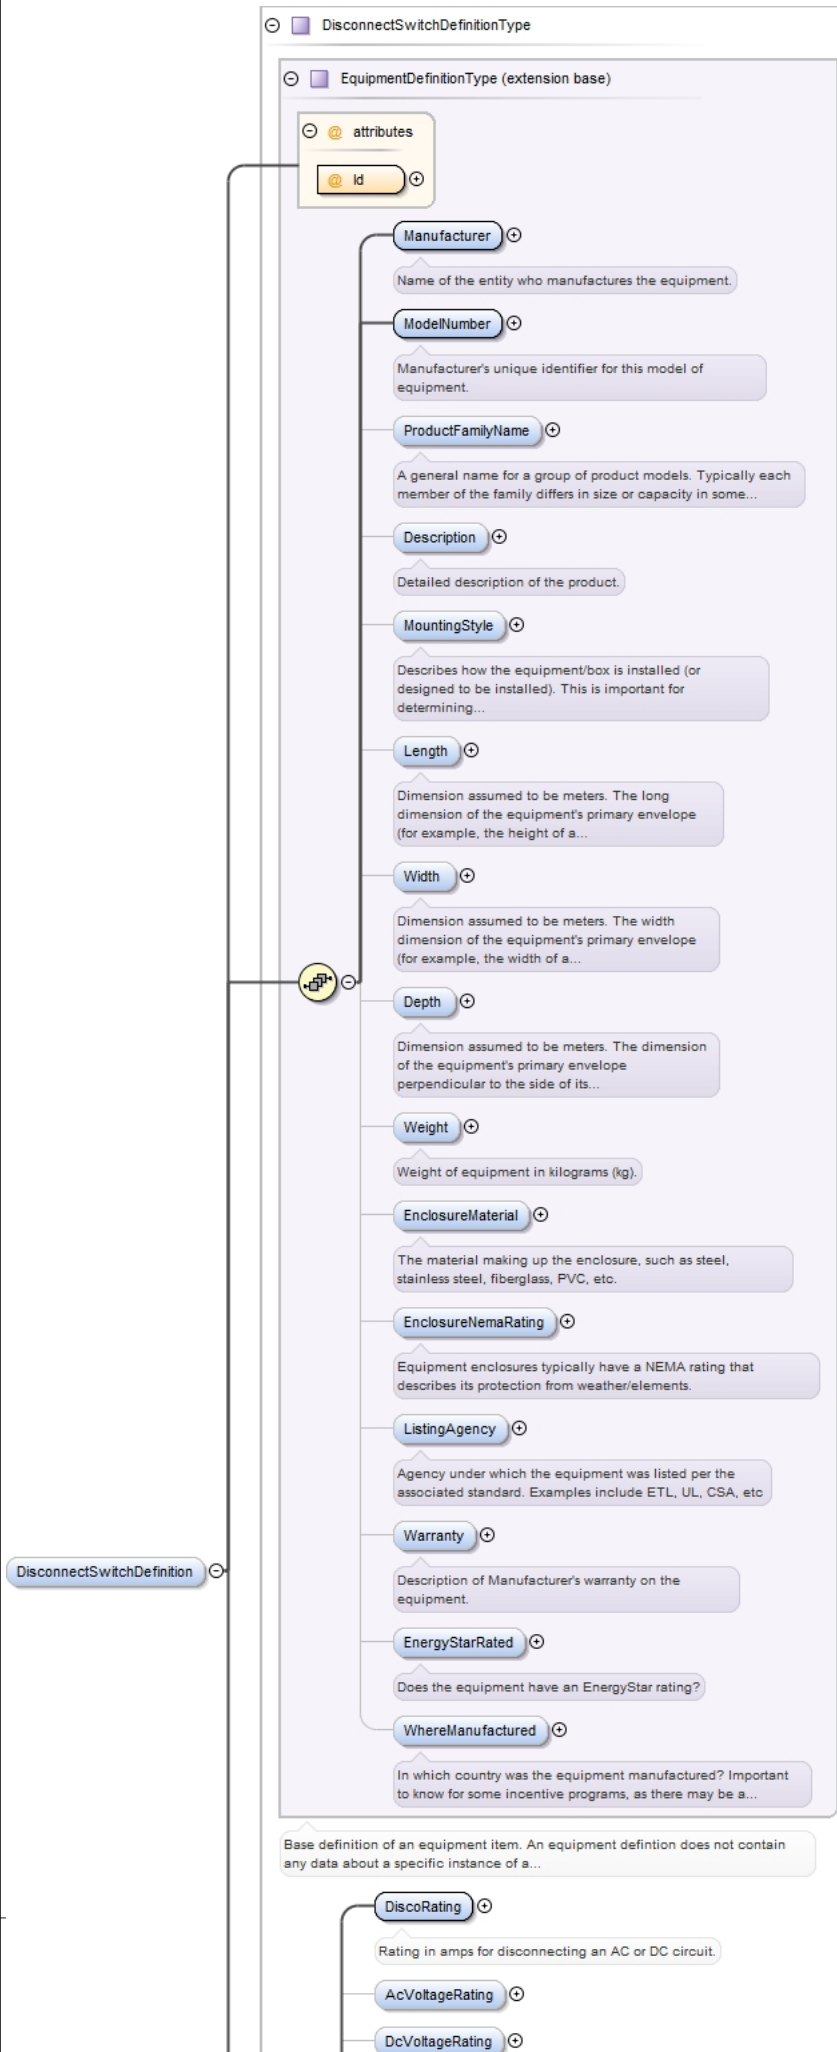 DisconnectSwitchDefinitionType
EquipmentDefinitionType (extension base)
@ attributes
@ Id
Manufacturer
Name of the entity who manufactures the equipment.
ModelNumber
Manufacturer's unique identifier for this model of
equipment.
ProductFamilyName
A general name for a group of product models. Typically each
member of the family differs in size or capacity in some...
Description
Detailed description of the product.
MountingStyle
Describes how the equipment/box is installed (or
designed to be installed). This is important for
determining...
Length
Dimension assumed to be meters. The long
dimension of the equipment's primary envelope
(for example, the height of a...
Width
Dimension assumed to be meters. The width
dimension of the equipment's primary envelope
(for example, the width of a...
Depth
Dimension assumed to be meters. The dimension
of the equipment's primary envelope
perpendicular to the side of its...
Weight
Weight of equipment in kilograms (kg).
EnclosureMaterial
The material making up the enclosure, such as steel,
stainless steel, fiberglass, PVC, etc.
EnclosureNemaRating
Equipment enclosures typically have a NEMA rating that
describes its protection from weather/elements.
ListingAgency
Agency under which the equipment was listed per the
associated standard. Examples include ETL, UL, CSA, etc
Warranty
DisconnectSwitchDefinition
Description of Manufacturer's warranty on the
equipment.
EnergyStarRated
Does the equipment have an EnergyStar rating?
WhereManufactured
In which country was the equipment manufactured? Important
to know for some incentive programs, as there may be a...
Base definition of an equipment item. An equipment defintion does not contain
any data about a specific instance of a...
DiscoRating
Rating in amps for disconnecting an AC or DC circuit.
AcVoltageRating
DcVoltageRating